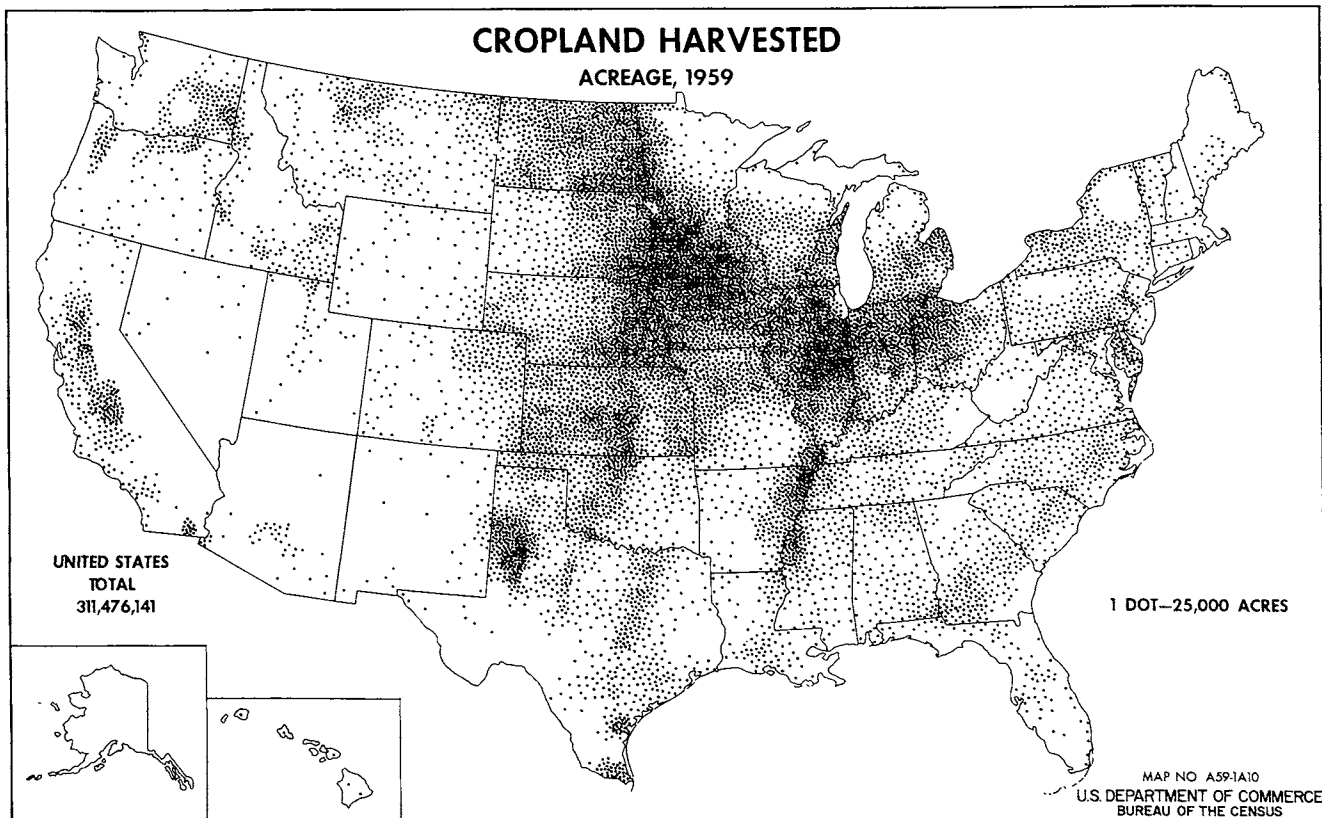 CROPLAND HARVESTED
ACREAGE, 1959
UNITED STATES
TOTAL
311,476,141
1 DOT—25,000 ACRES
MAP NO A59-1A10
U.S. DEPARTMENT OF COMMERCE
BUREAU OF THE CENSUS